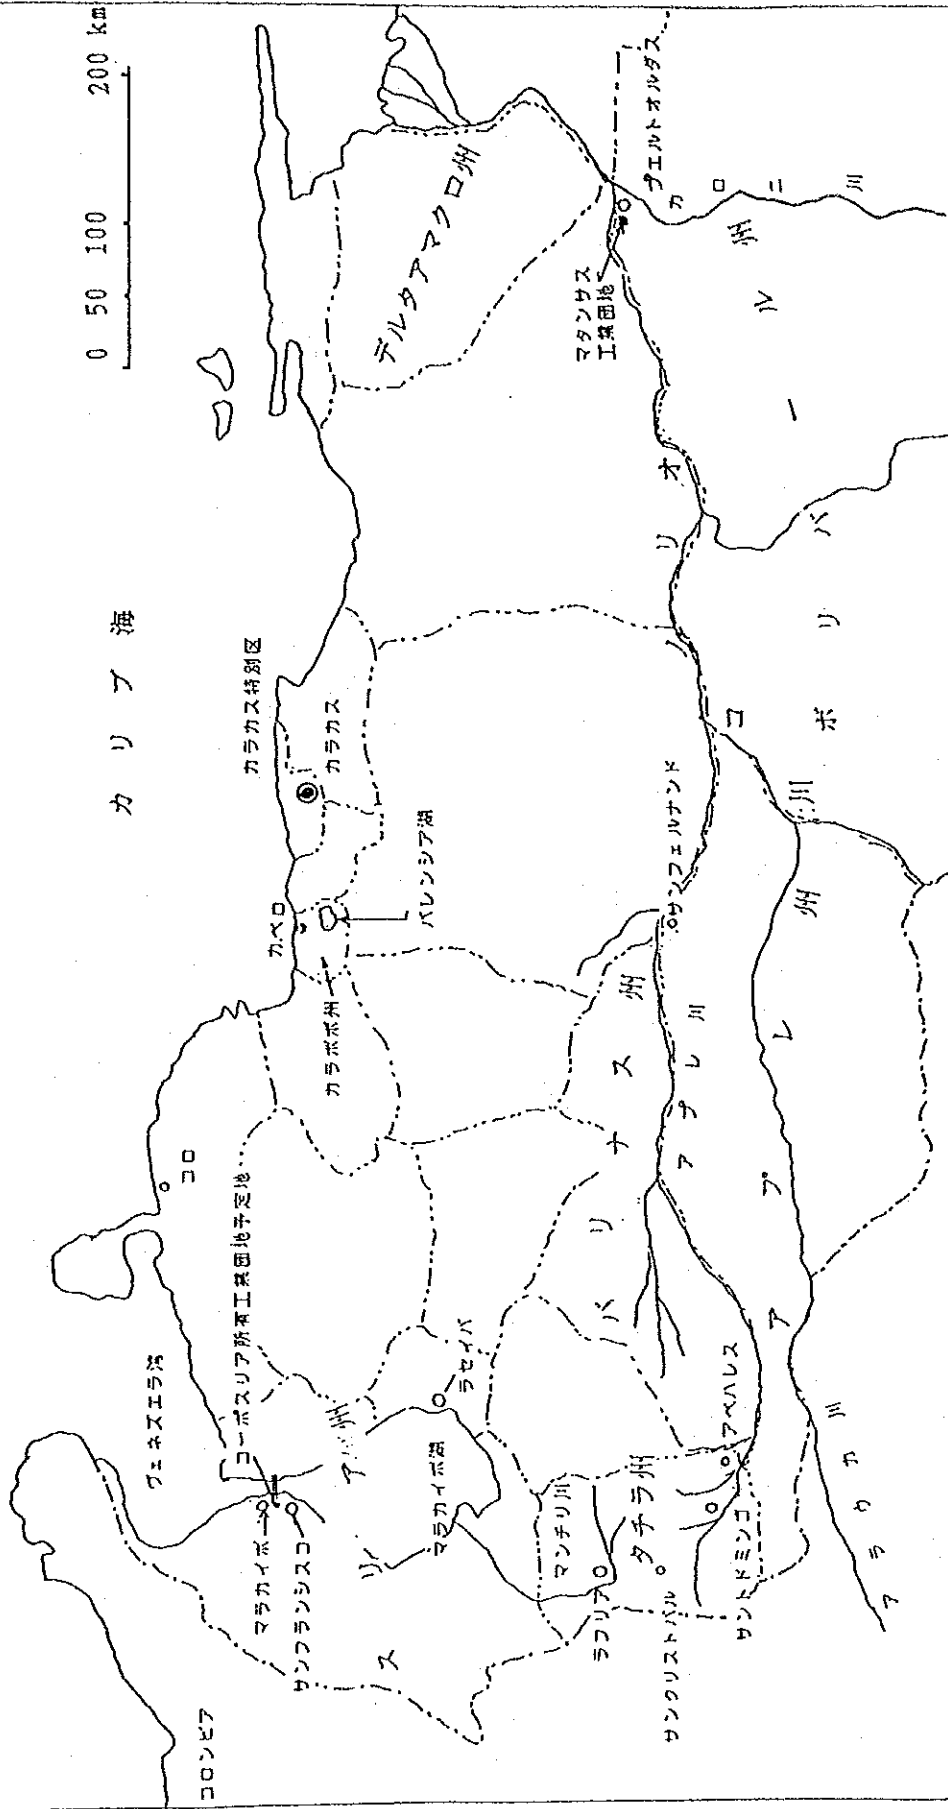 0 50 100 200 km
カリブ海
コロンビア
ヴェネズエラ湾
コーポスリア所有工業団地予定地
マラカイボ
サンフランシスコ
コロ
カベロ
カラカス特別区
カラカス
バレンシア湖
カラボボ州
デルタアマクロ州
スリア州
マラカイボ湖
ラセイバ
マンチリ川
ラフリア
タチラ州
サンクリストバル
サントドミンゴ
アベハレス
バリナス州
アプレ川
サンフェルナンド
アプレ州
アラウカ川
オリノコ川
マタンサス
工業団地
プエルトオルダス
カロニ川
ボリバール州